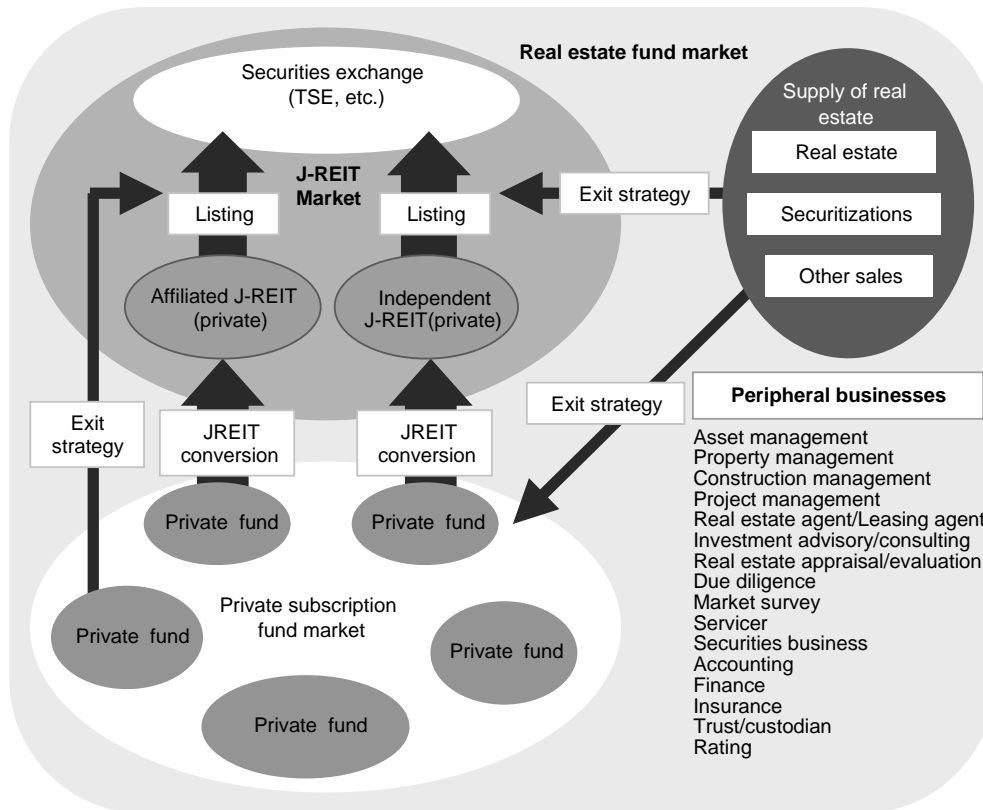 Real estate fund market
Securities exchange
(TSE, etc.)
Supply of real
estate
Real estate
Securitizations
Other sales
J-REIT
Market
Listing
Listing
Exit strategy
Affiliated J-REIT
(private)
Independent
J-REIT(private)
Exit
strategy
JREIT
conversion
JREIT
conversion
Exit strategy
Private fund
Private fund
Private subscription
fund market
Private fund
Private fund
Private fund
Peripheral businesses
Asset management
Property management
Construction management
Project management
Real estate agent/Leasing agent
Investment advisory/consulting
Real estate appraisal/evaluation
Due diligence
Market survey
Servicer
Securities business
Accounting
Finance
Insurance
Trust/custodian
Rating